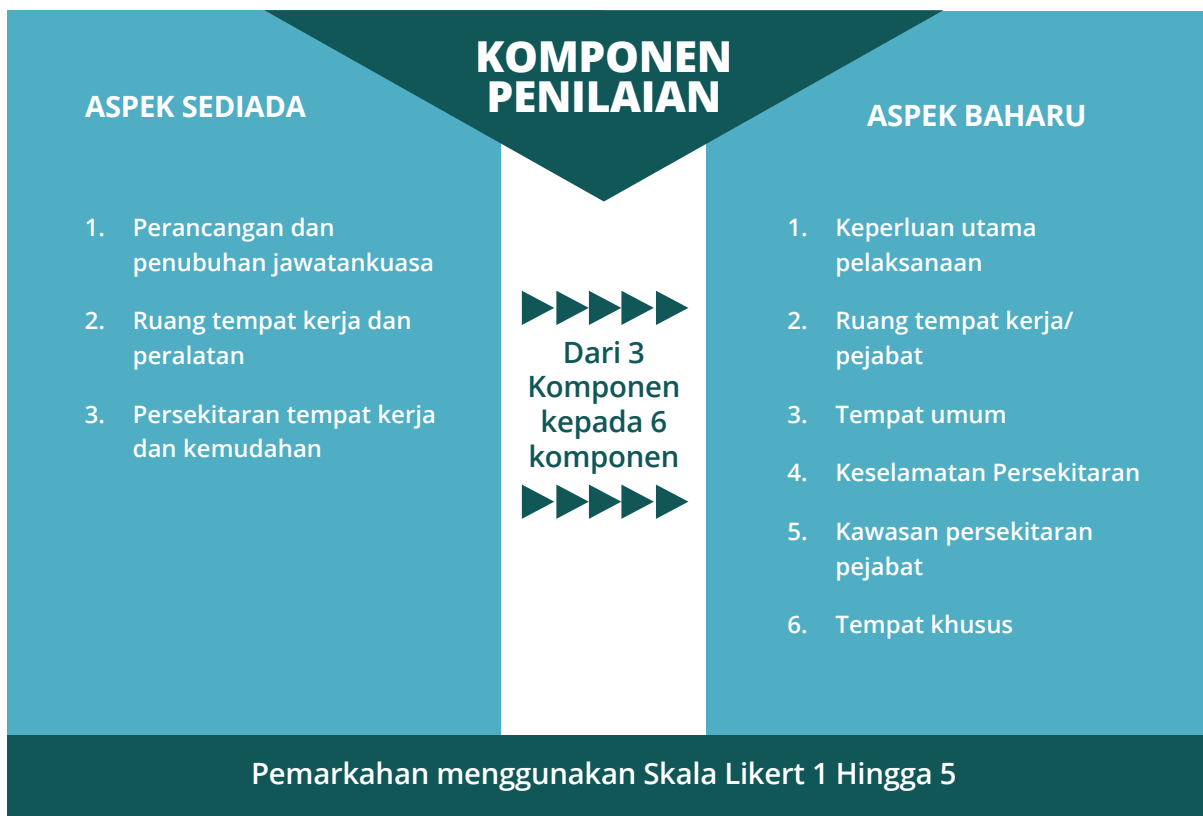 KOMPONEN
PENILAIAN
ASPEK SEDIADA
1. Perancangan dan
penubuhan jawatankuasa
2. Ruang tempat kerja dan
peralatan
3. Persekitaran tempat kerja
dan kemudahan
Dari 3
Komponen
kepada 6
komponen
ASPEK BAHARU
1. Keperluan utama
pelaksanaan
2. Ruang tempat kerja/
pejabat
3. Tempat umum
4. Keselamatan Persekitaran
5. Kawasan persekitaran
pejabat
6. Tempat khusus
Pemarkahan menggunakan Skala Likert 1 Hingga 5